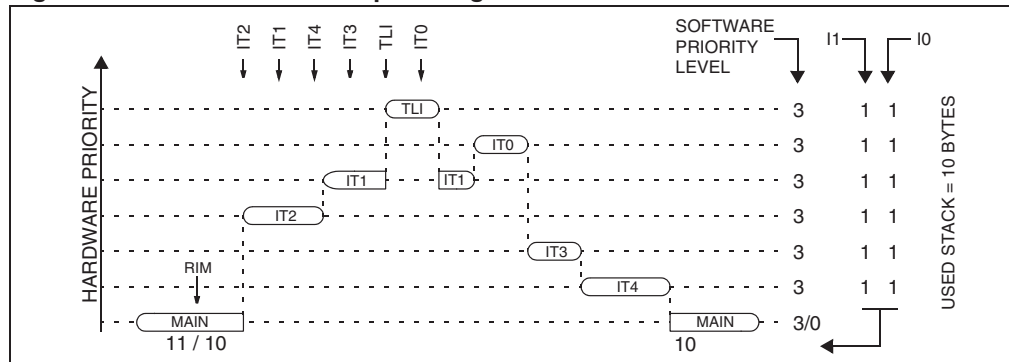 IT2
IT1
IT4
IT3
TLI
IT0
SOFTWARE
PRIORITY
LEVEL
I1
I0
HARDWARE PRIORITY
TLI
3
1 1
IT0
3
1 1
IT1
IT1
3
1 1
IT2
3
1 1
IT3
3
1 1
RIM
IT4
3
1 1
MAIN
MAIN
3/0
11 / 10
10
USED STACK = 10 BYTES